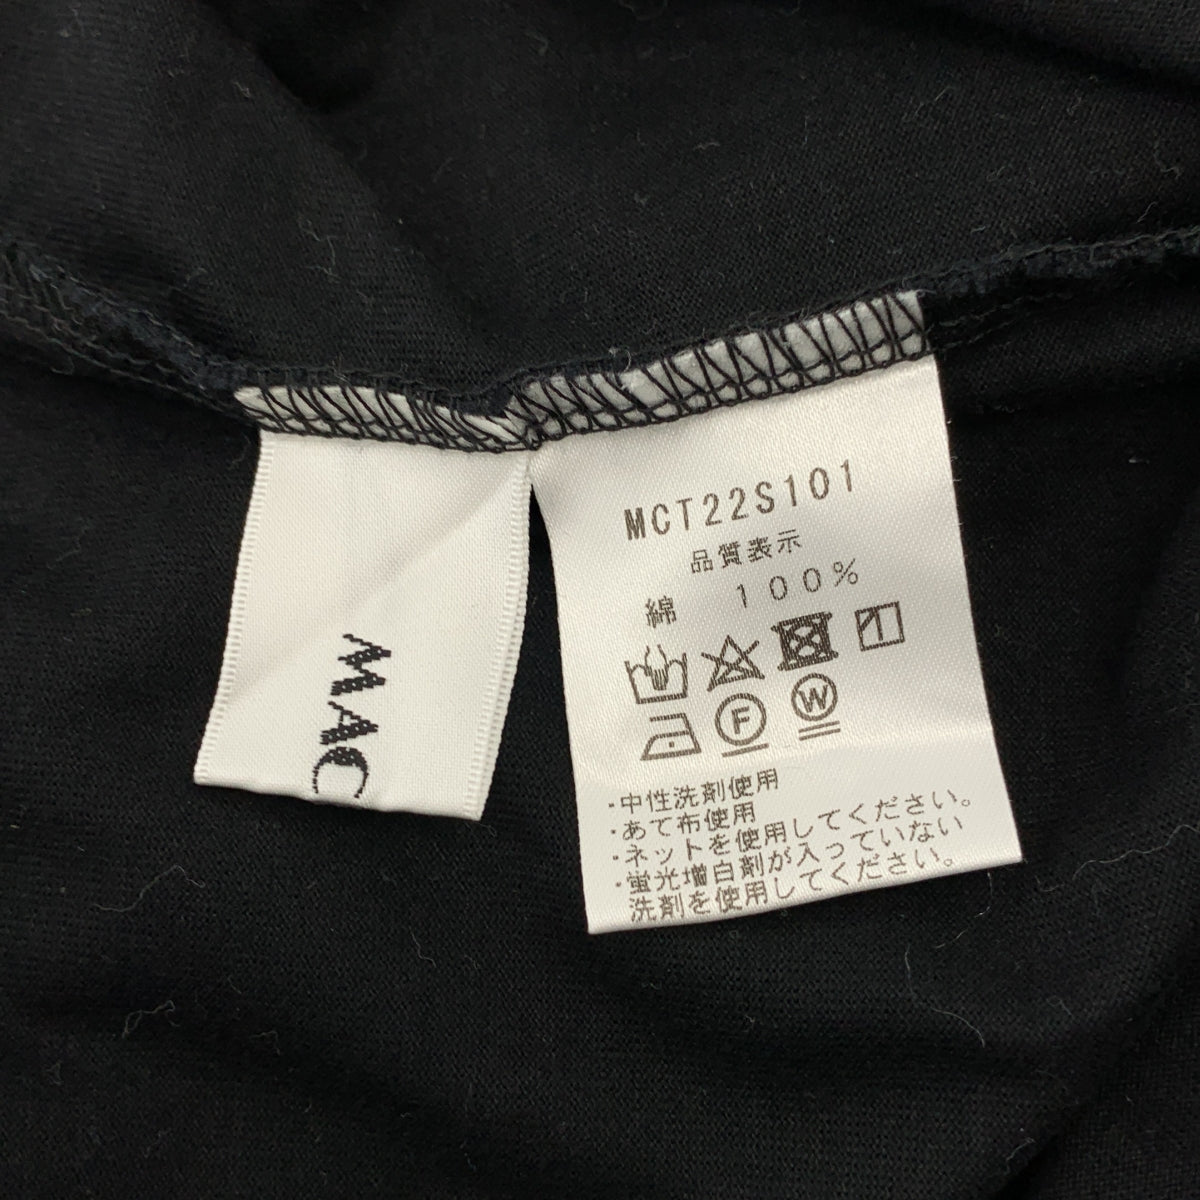 MAC
MCT22S101
品質表示
綿 100%
F W
・中性洗剤使用
・あて布使用
・ネットを使用してください。
・蛍光増白剤が入っていない
洗剤を使用してください。